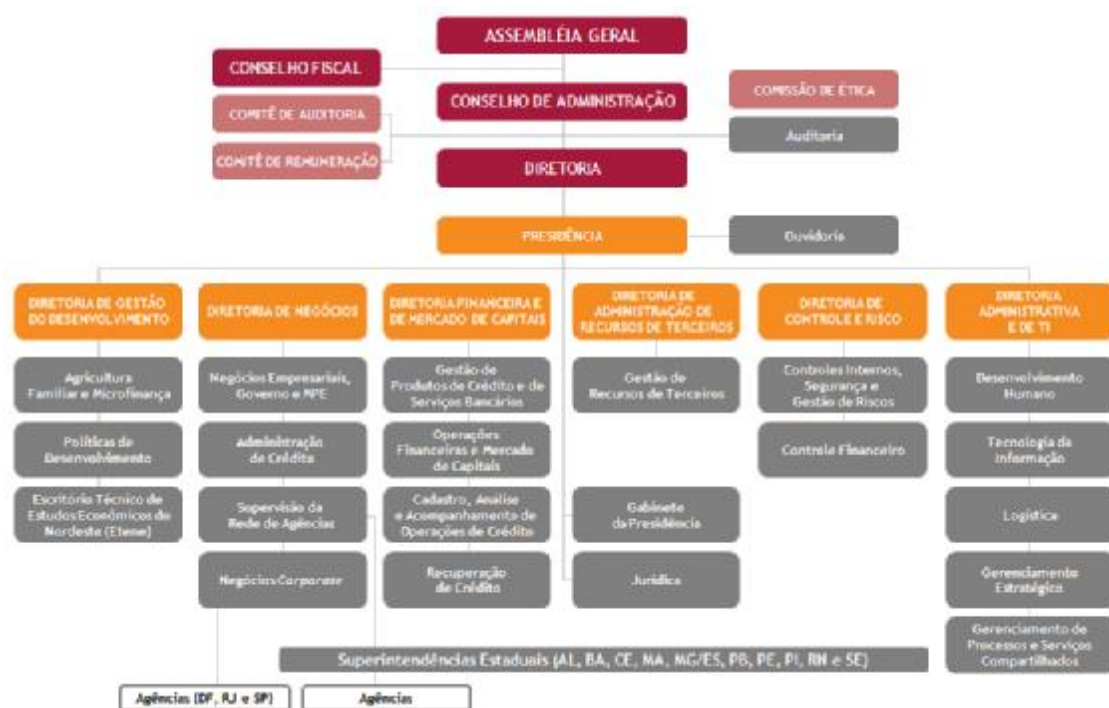 ASSEMBLÉIA GERAL
CONSELHO FISCAL
CONSELHO DE ADMINISTRAÇÃO
COMISSÃO DE ÉTICA
COMITÊ DE AUDITORIA
Auditoria
COMITÊ DE REMUNERAÇÃO
DIRETORIA
PRESIDÊNCIA
Ouvidoria
DIRETORIA DE GESTÃO
DO DESENVOLVIMENTO
DIRETORIA DE NEGÓCIOS
DIRETORIA FINANCEIRA E
DE MERCADO DE CAPITAIS
DIRETORIA DE
ADMINISTRAÇÃO DE
RECURSOS DE TERCEIROS
DIRETORIA DE
CONTROLE E RISCO
DIRETORIA
ADMINISTRATIVA
E DE TI
Agricultura
Familiar e Microfinança
Negócios Empresariais,
Governo e MPE
Gestão de
Produtos de Crédito e de
Serviços Bancários
Gestão de
Recursos de Terceiros
Controles Internos,
Segurança e
Gestão de Riscos
Desenvolvimento
Humano
Políticas de
Desenvolvimento
Administração
de Crédito
Operações
Financeiras e Mercado
de Capitais
Controle Financeiro
Tecnologia da
Informação
Escritório Técnico de
Estudos Econômicos do
Nordeste (Etene)
Supervisão da
Rede de Agências
Cadastro, Análise
e Acompanhamento de
Operações de Crédito
Gabinete
da Presidência
Logística
Negócios Corporate
Recuperação
de Crédito
Jurídica
Gerenciamento
Estratégico
Gerenciamento de
Processos e Serviços
Compartilhados
Superintendências Estaduais (AL, BA, CE, MA, MG/ES, PB, PE, PI, RN e SE)
Agências (DF, RJ e SP)
Agências